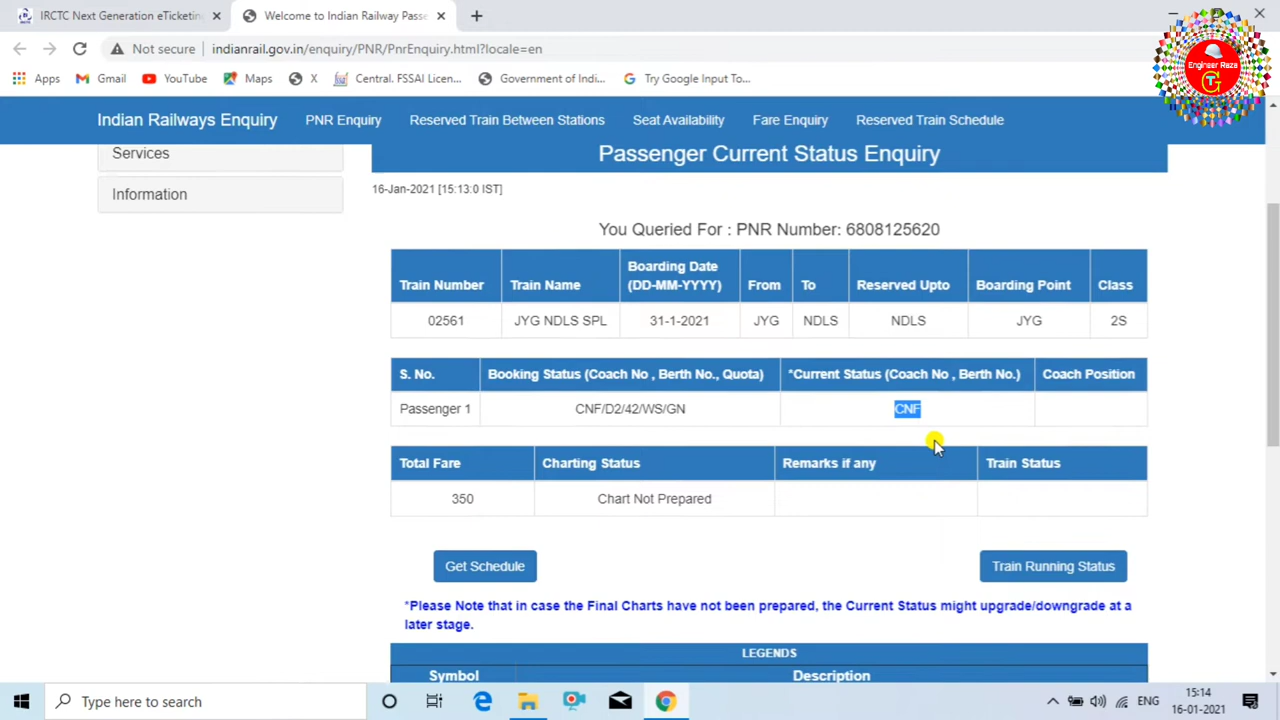 IRCTC Next Generation eTicketing
Welcome to Indian Railway Passe
Not secure indianrail.gov.in/enquiry/PNR/PnrEnquiry.html?locale=en
Apps Gmail YouTube Maps X Central. FSSAI Licen... Government of Indi... Try Google Input To...
Engineer Raza
Indian Railways Enquiry PNR Enquiry Reserved Train Between Stations Seat Availability Fare Enquiry Reserved Train Schedule
Services
Information
Passenger Current Status Enquiry
16-Jan-2021 [15:13:0 IST]
You Queried For : PNR Number: 6808125620
Train Number Train Name Boarding Date (DD-MM-YYYY) From To Reserved Upto Boarding Point Class
02561 JYG NDLS SPL 31-1-2021 JYG NDLS NDLS JYG 2S
S. No. Booking Status (Coach No , Berth No., Quota) *Current Status (Coach No , Berth No.) Coach Position
Passenger 1 CNF/D2/42/WS/GN CNF
Total Fare Charting Status Remarks if any Train Status
350 Chart Not Prepared
Get Schedule Train Running Status
*Please Note that in case the Final Charts have not been prepared, the Current Status might upgrade/downgrade at a
later stage.
LEGENDS
Symbol Description
Type here to search
ENG
15:14
16-01-2021